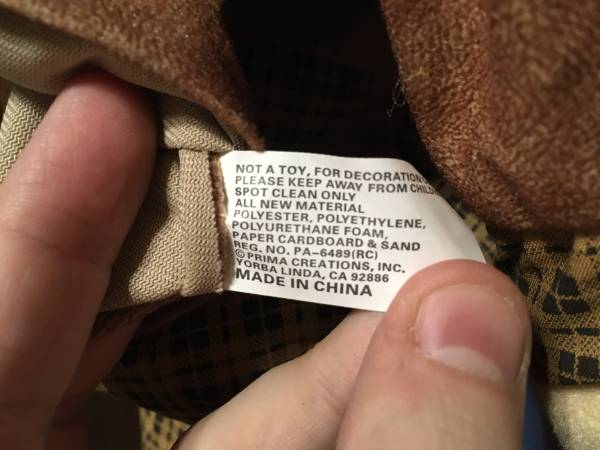 NOT A TOY, FOR DECORATION
PLEASE KEEP AWAY FROM
SPOT CLEAN ONLY
ALL NEW MATERIAL
POLYESTER, POLYETHYLENE,
POLYURETHANE FOAM,
PAPER CARDBOARD & SAND
REG. NO. PA-6489(RC)
©PRIMA CREATIONS, INC.
YORBA LINDA, CA 92886
MADE IN CHINA